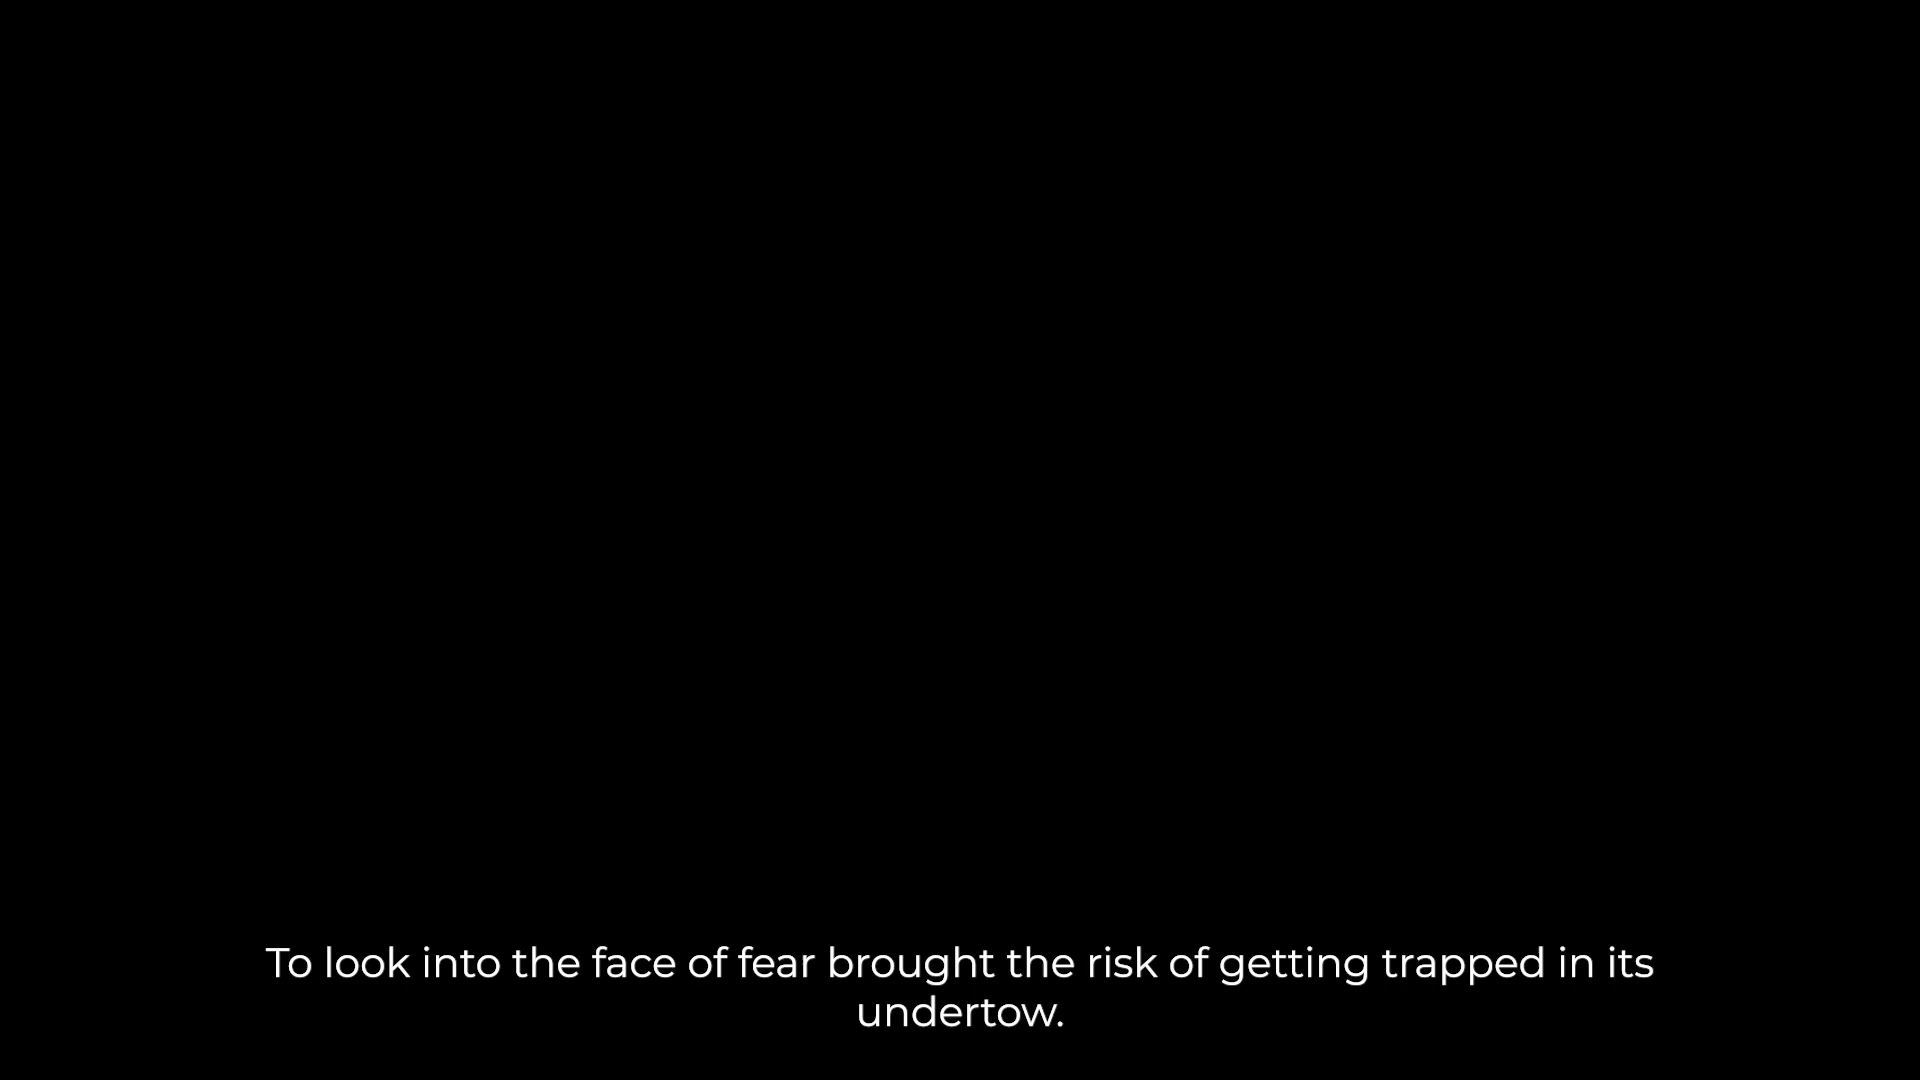 To look into the face of fear brought the risk of getting trapped in its
undertow.